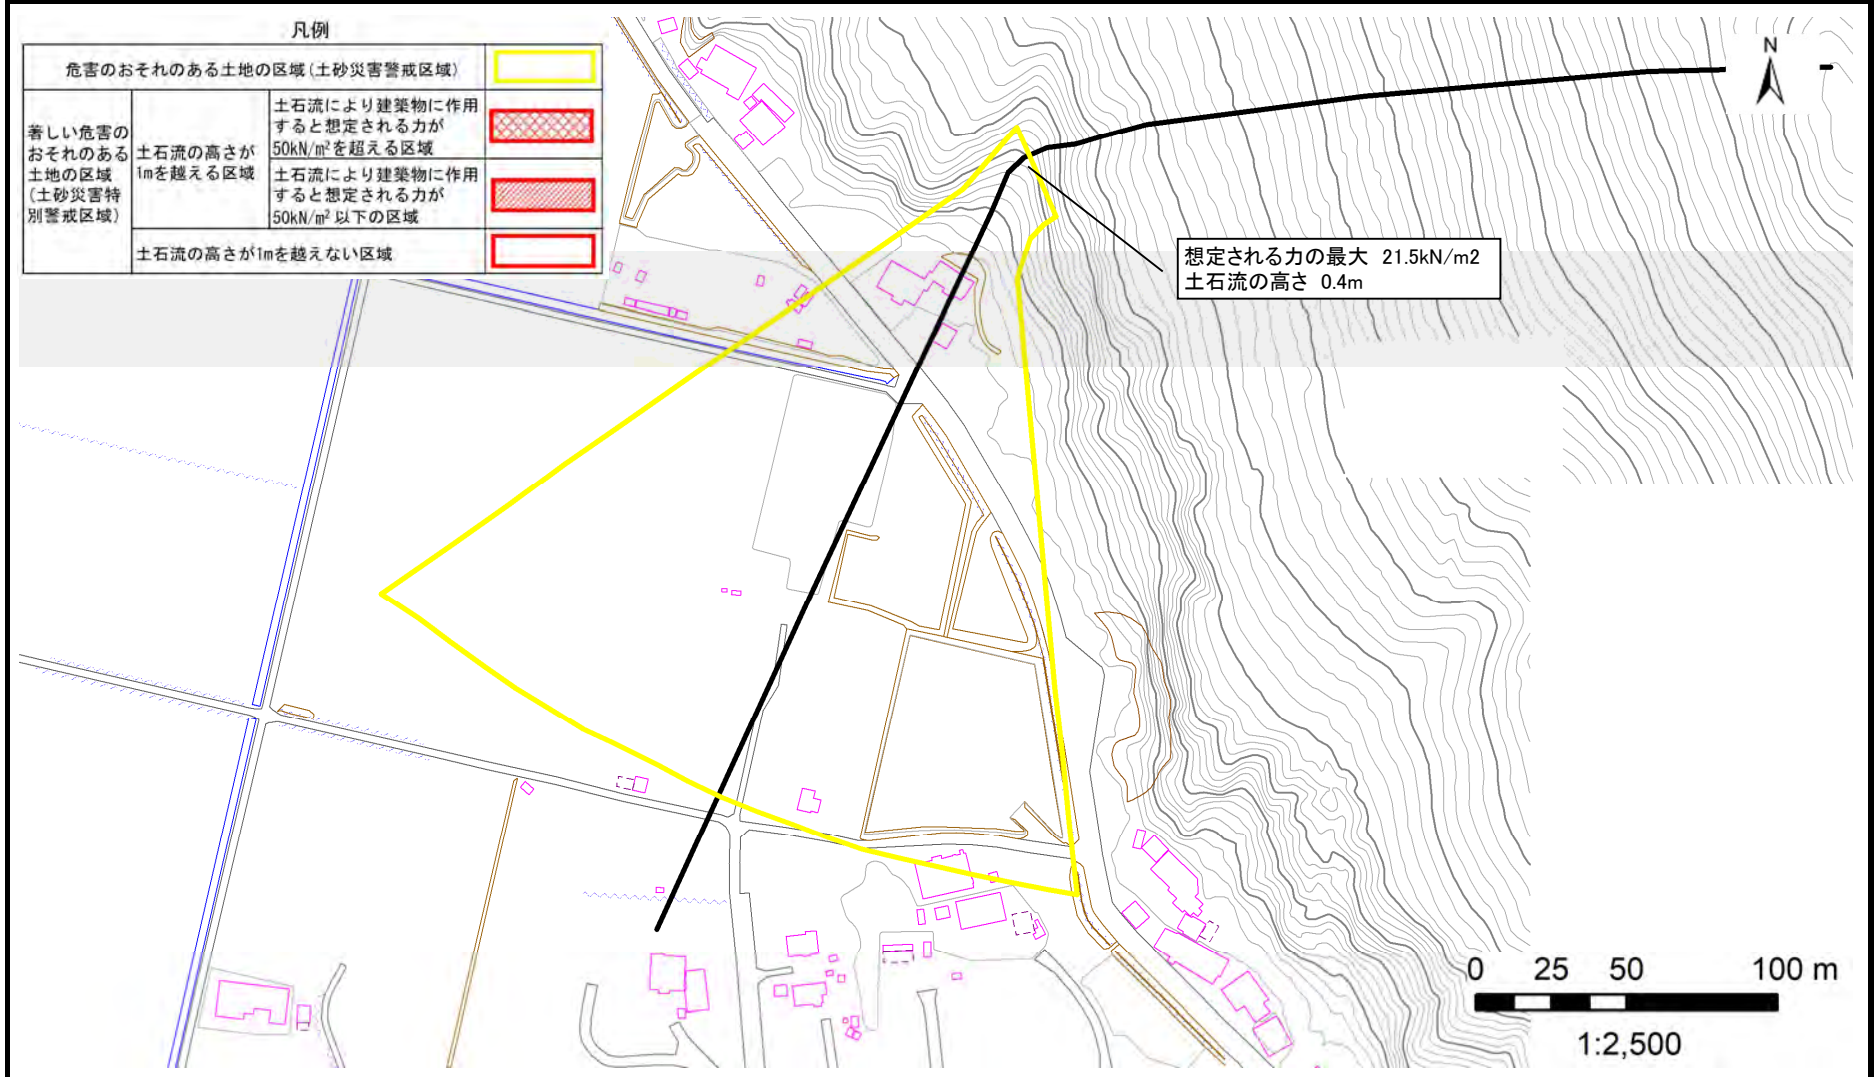 凡例
危害のおそれのある土地の区域(土砂災害警戒区域)
著しい危害の
おそれのある
土地の区域
(土砂災害特
別警戒区域)
土石流の高さが
1mを越える区域
土石流により建築物に作用
すると想定される力が
50kN/㎡を超える区域
土石流により建築物に作用
すると想定される力が
50kN/㎡以下の区域
土石流の高さが1mを越えない区域
N
想定される力の最大 21.5kN/m2
土石流の高さ 0.4m
0 25 50 100 m
1:2,500